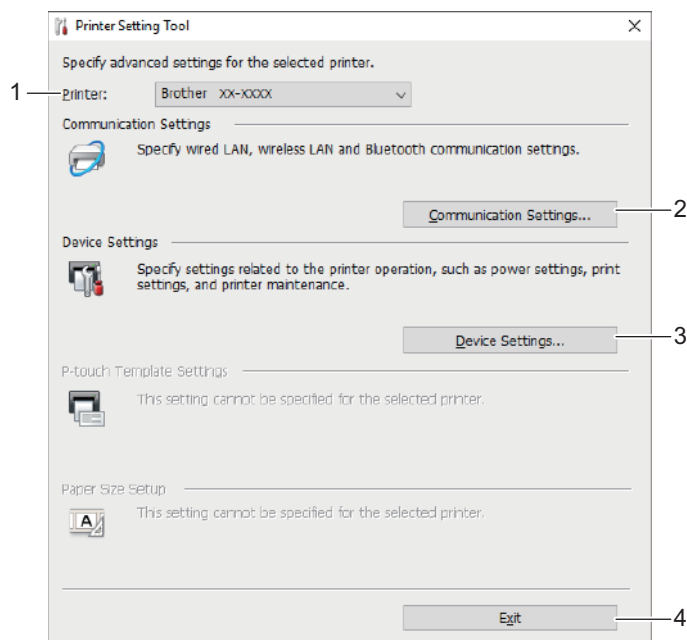 Printer Setting Tool
Specify advanced settings for the selected printer.
1
Printer:
Brother XX-XXXX
Communication Settings
Specify wired LAN, wireless LAN and Bluetooth communication settings.
Communication Settings...
2
Device Settings
Specify settings related to the printer operation, such as power settings, print
settings, and printer maintenance.
Device Settings...
3
P-touch Template Settings
This setting cannot be specified for the selected printer.
Paper Size Setup
A
This setting cannot be specified for the selected printer.
Exit
4